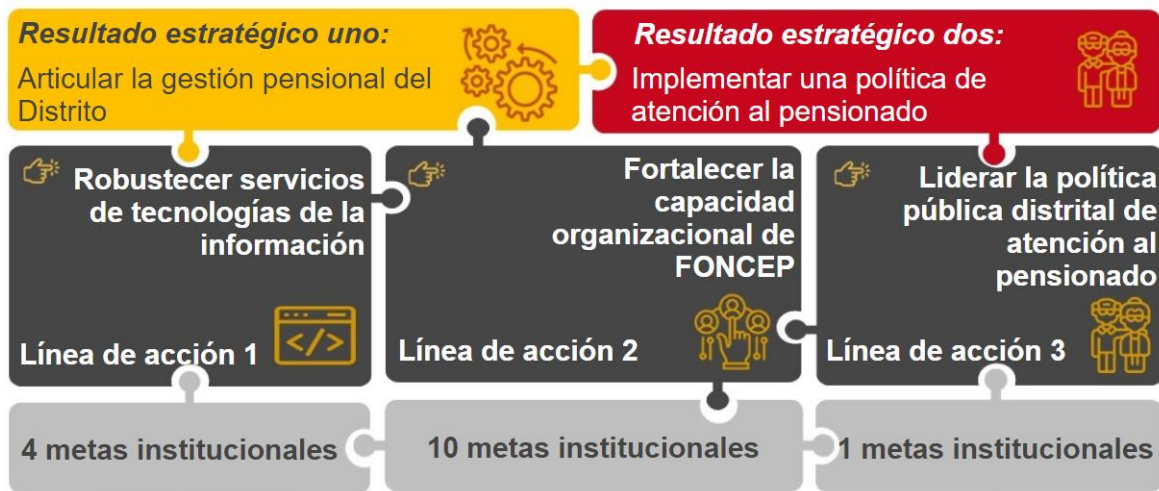 Resultado estratégico uno:
Articular la gestión pensional del
Distrito
Resultado estratégico dos:
Implementar una política de
atención al pensionado
Robustecer servicios
de tecnologías de la
información
Línea de acción 1
Fortalecer la
capacidad
organizacional de
FONCEP
Línea de acción 2
Liderar la política
pública distrital de
atención al
pensionado
Línea de acción 3
4 metas institucionales
10 metas institucionales
1 metas institucionales